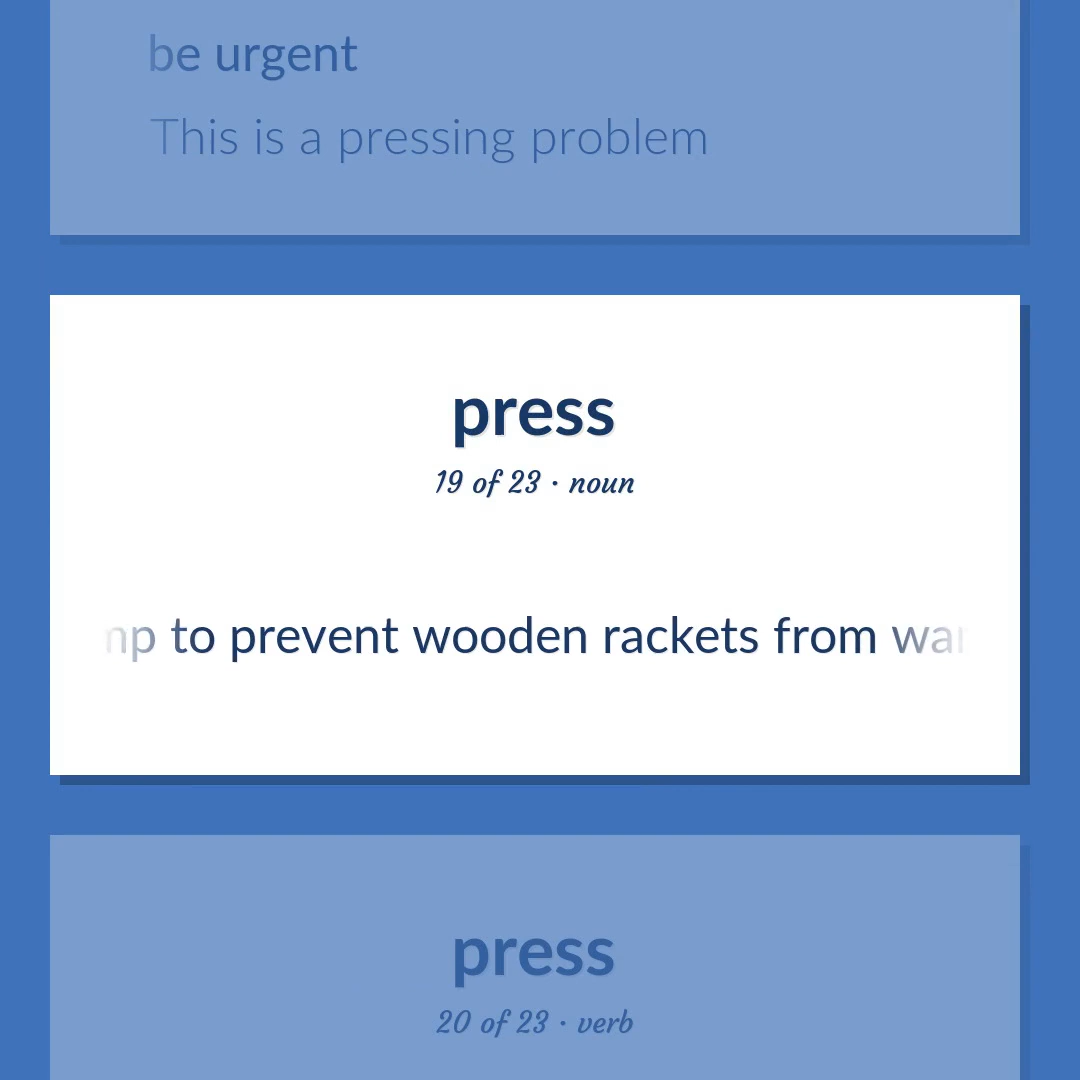 be urgent
This is a pressing problem
press
19 of 23 · noun
to prevent wooden rackets from
press
20 of 23 · verb